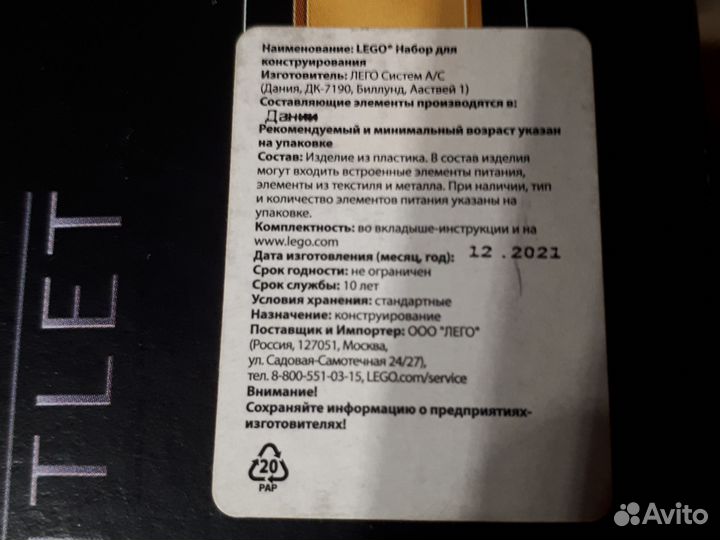 Наименование: LEGO® Набор для
конструирования
Изготовитель: ЛЕГО Систем А/С
(Дания, ДК-7190, Биллунд,Ааствей 1)
Составляющие элементы производятся в:
Дании
Рекомендуемый и минимальный возраст указан
на упаковке
Состав: Изделие из пластика. В состав изделия
могут входить встроенные элементы питания,
элементы из текстиля и металла. При наличии, тип
и количество элементов питания указаны на
упаковке.
Комплектность: во вкладыше-инструкции и на
www.lego.com
Дата изготовления (месяц, год): 12 . 2021
Срок годности: не ограничен
Срок службы: 10 лет
Условия хранения: стандартные
Назначение: конструирование
Поставщик и Импортер: ООО "ЛЕГО"
(Россия, 127051, Москва,
ул. Садовая-Самотечная 24/27),
тел. 8-800-551-03-15, LEGO.com/service
Внимание!
Сохраняйте информацию о предприятиях-
изготовителях!
20
PAP
TLET
Avito